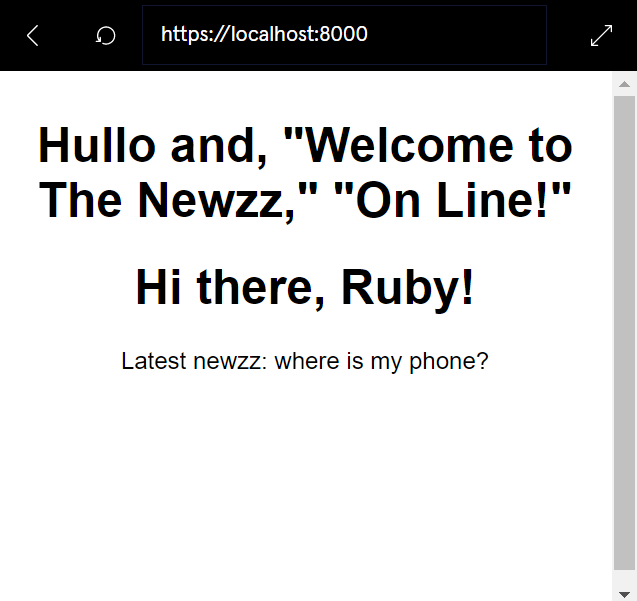 https://localhost:8000
Hullo and, "Welcome to
The Newzz," "On Line!"
Hi there, Ruby!
Latest newzz: where is my phone?